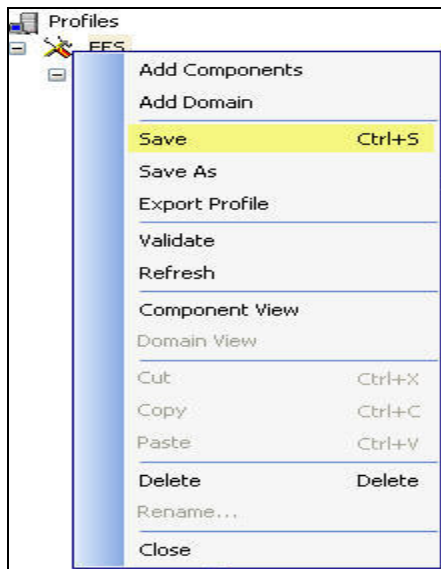 Profiles
EES
Add Components
Add Domain
Save Ctrl+S
Save As
Export Profile
Validate
Refresh
Component View
Domain View
Cut Ctrl+X
Copy Ctrl+C
Paste Ctrl+V
Delete Delete
Rename...
Close